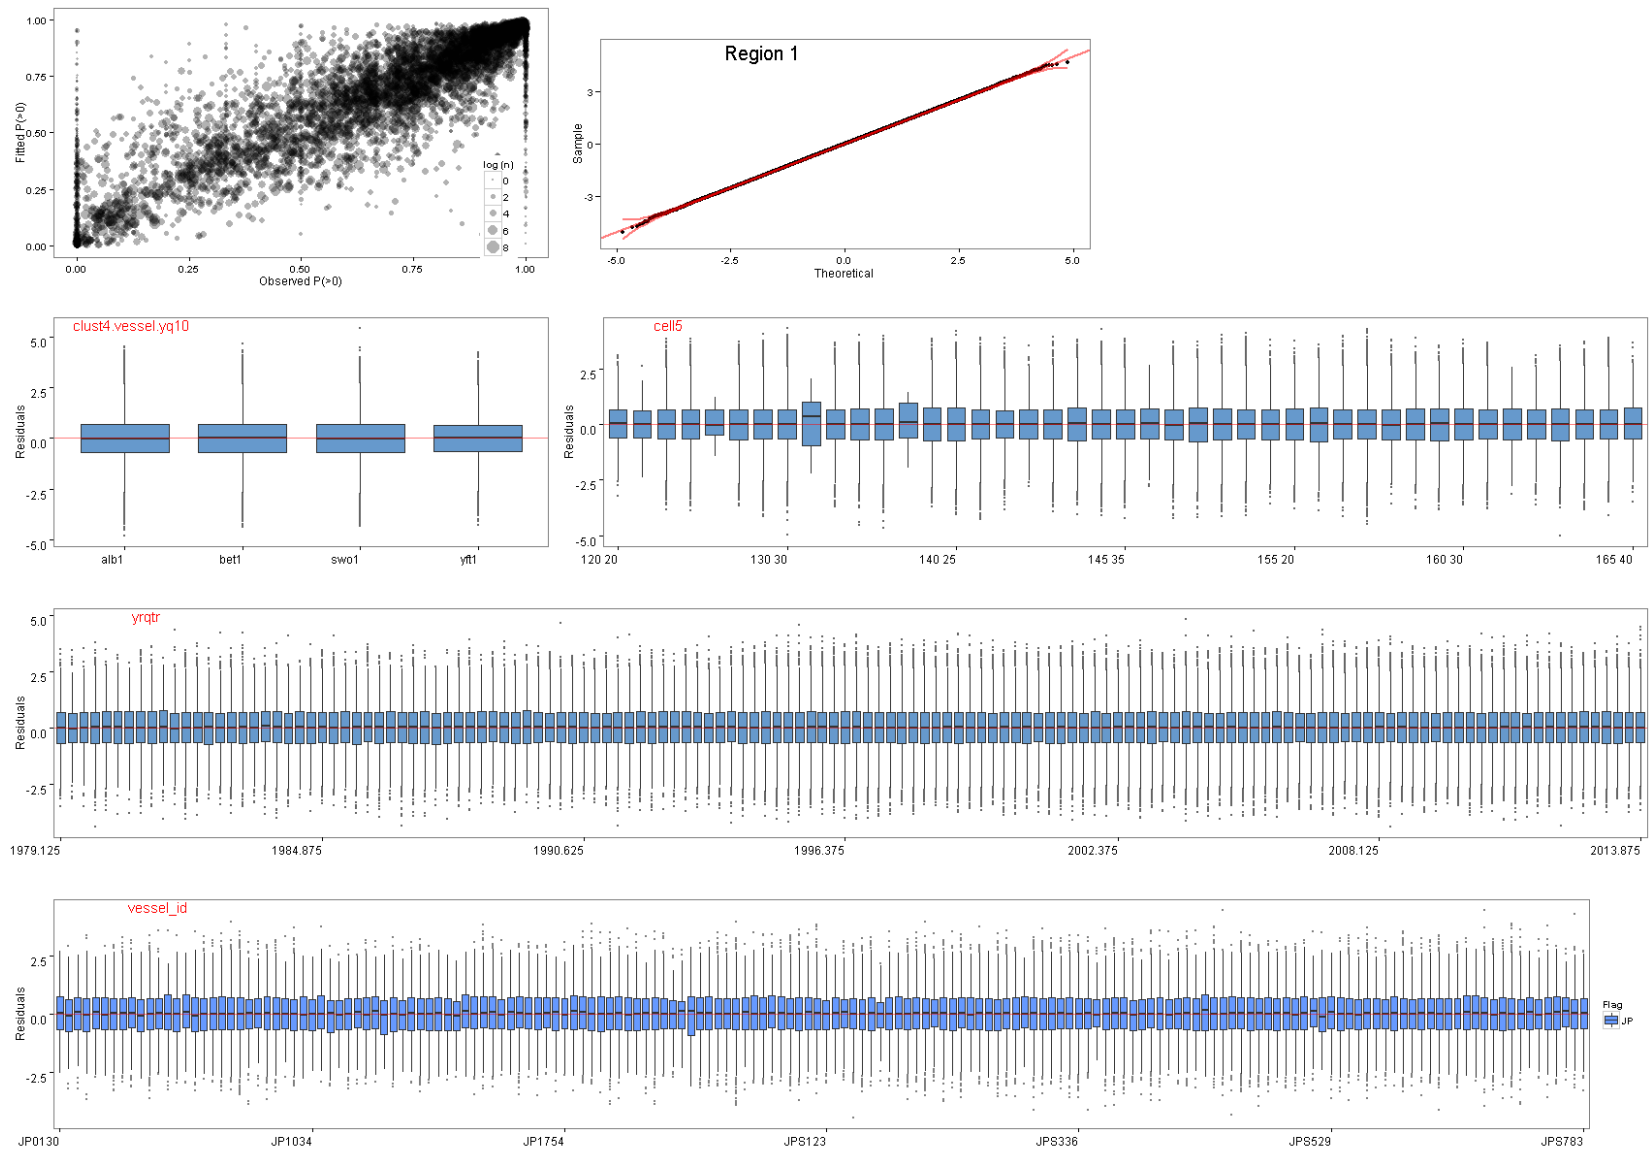 1.00
0.75
0.50
0.25
0.00
Fitted P(>0)
log (n)
0
2
4
6
8
0.00 0.25 0.50 0.75 1.00
Observed P(>0)
Region 1
3
0
-3
Sample
-5.0 -2.5 0.0 2.5 5.0
Theoretical
clust4.vessel.yq10
5.0
2.5
0.0
-2.5
-5.0
Residuals
alb1 bet1 swo1 yft1
cell5
2.5
0.0
-2.5
-5.0
Residuals
120 20 130 30 140 25 145 35 155 20 160 30 165 40
yrqtr
5.0
2.5
0.0
-2.5
Residuals
1979.125 1984.875 1990.625 1996.375 2002.375 2008.125 2013.875
vessel_id
2.5
0.0
-2.5
Residuals
Flag
JP
JP0130 JP1034 JP1754 JPS123 JPS336 JPS529 JPS783